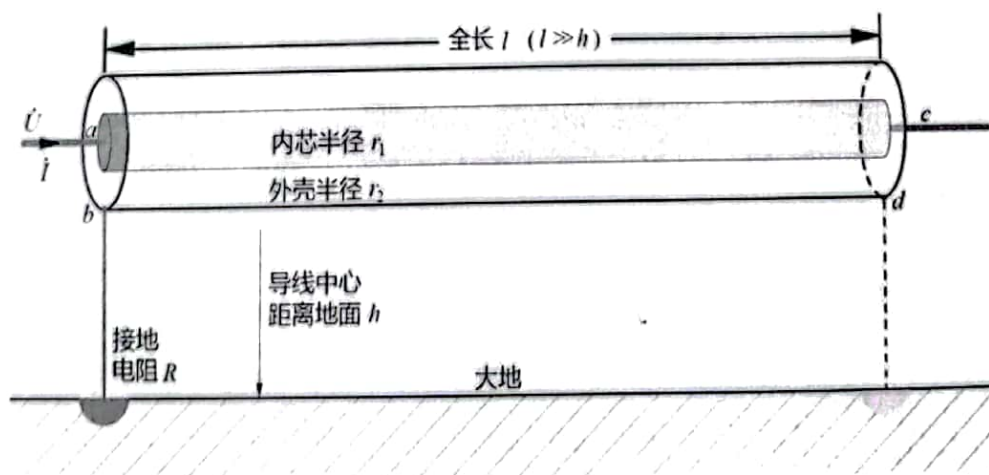 全长 l (l≫h)
U̇
a
c
İ
内芯半径 r₁
外壳半径 r₂
b
d
导线中心
距离地面 h
接地
电阻 R
大地